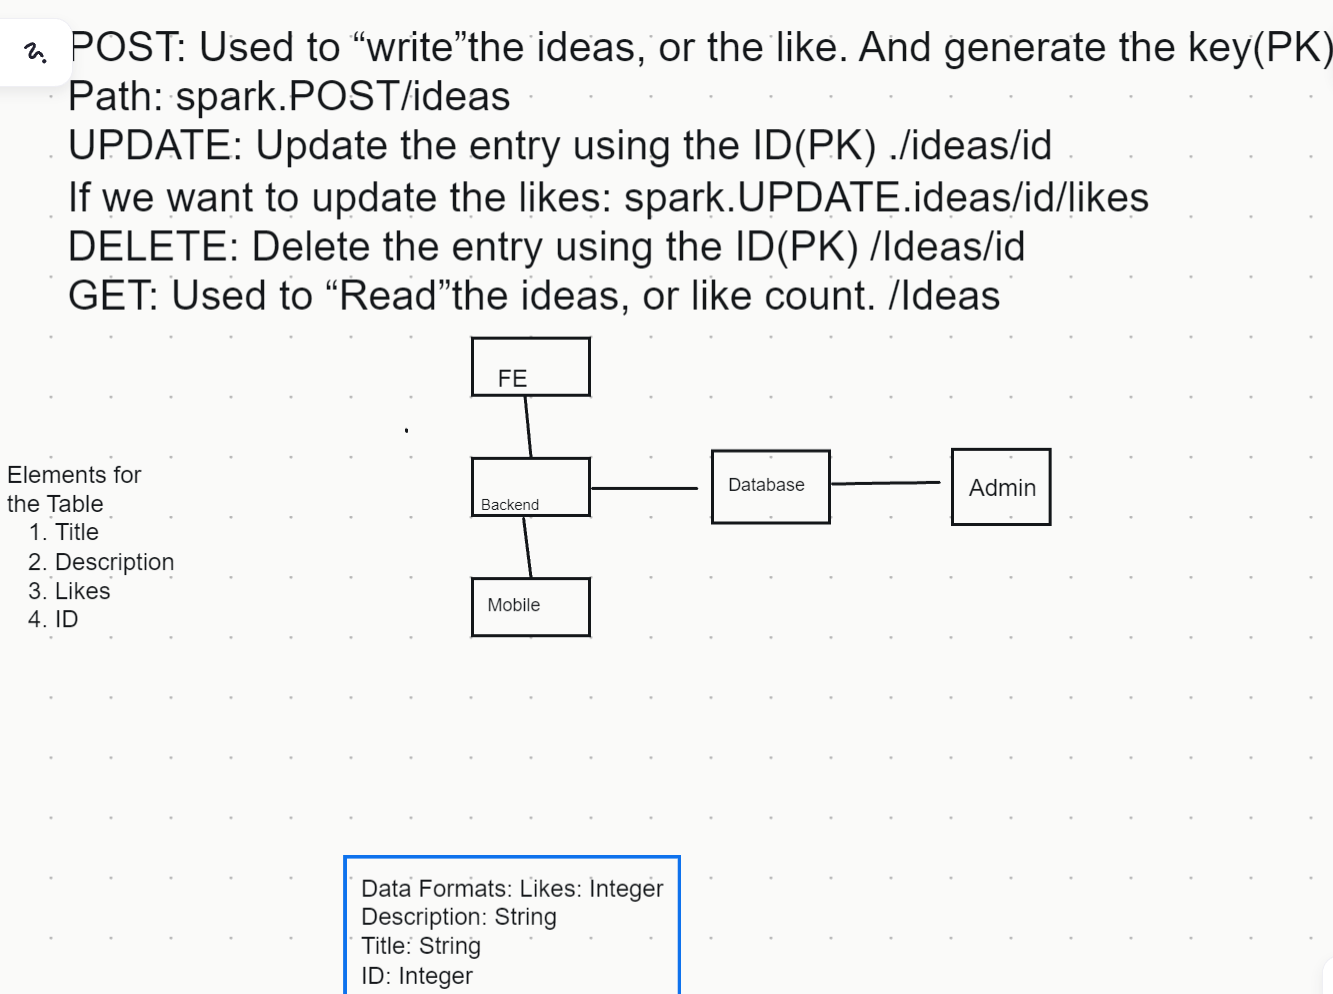 POST: Used to “write”the ideas, or the like. And generate the key(PK)
Path: spark.POST/ideas
UPDATE: Update the entry using the ID(PK) ./ideas/id
If we want to update the likes: spark.UPDATE.ideas/id/likes
DELETE: Delete the entry using the ID(PK) /Ideas/id
GET: Used to “Read”the ideas, or like count. /Ideas
FE
Backend
Database
Admin
Mobile
Elements for
the Table
1. Title
2. Description
3. Likes
4. ID
Data Formats: Likes: Integer
Description: String
Title: String
ID: Integer